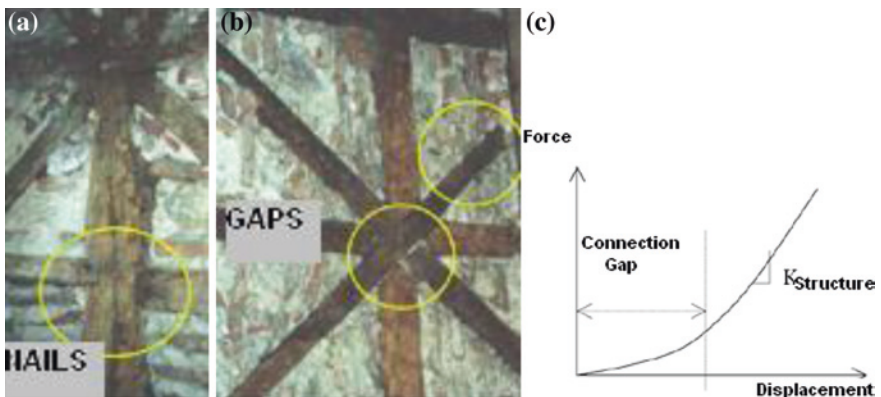 (a)
NAILS
(b)
GAPS
(c)
Force
Connection
Gap
KStructure
Displacement